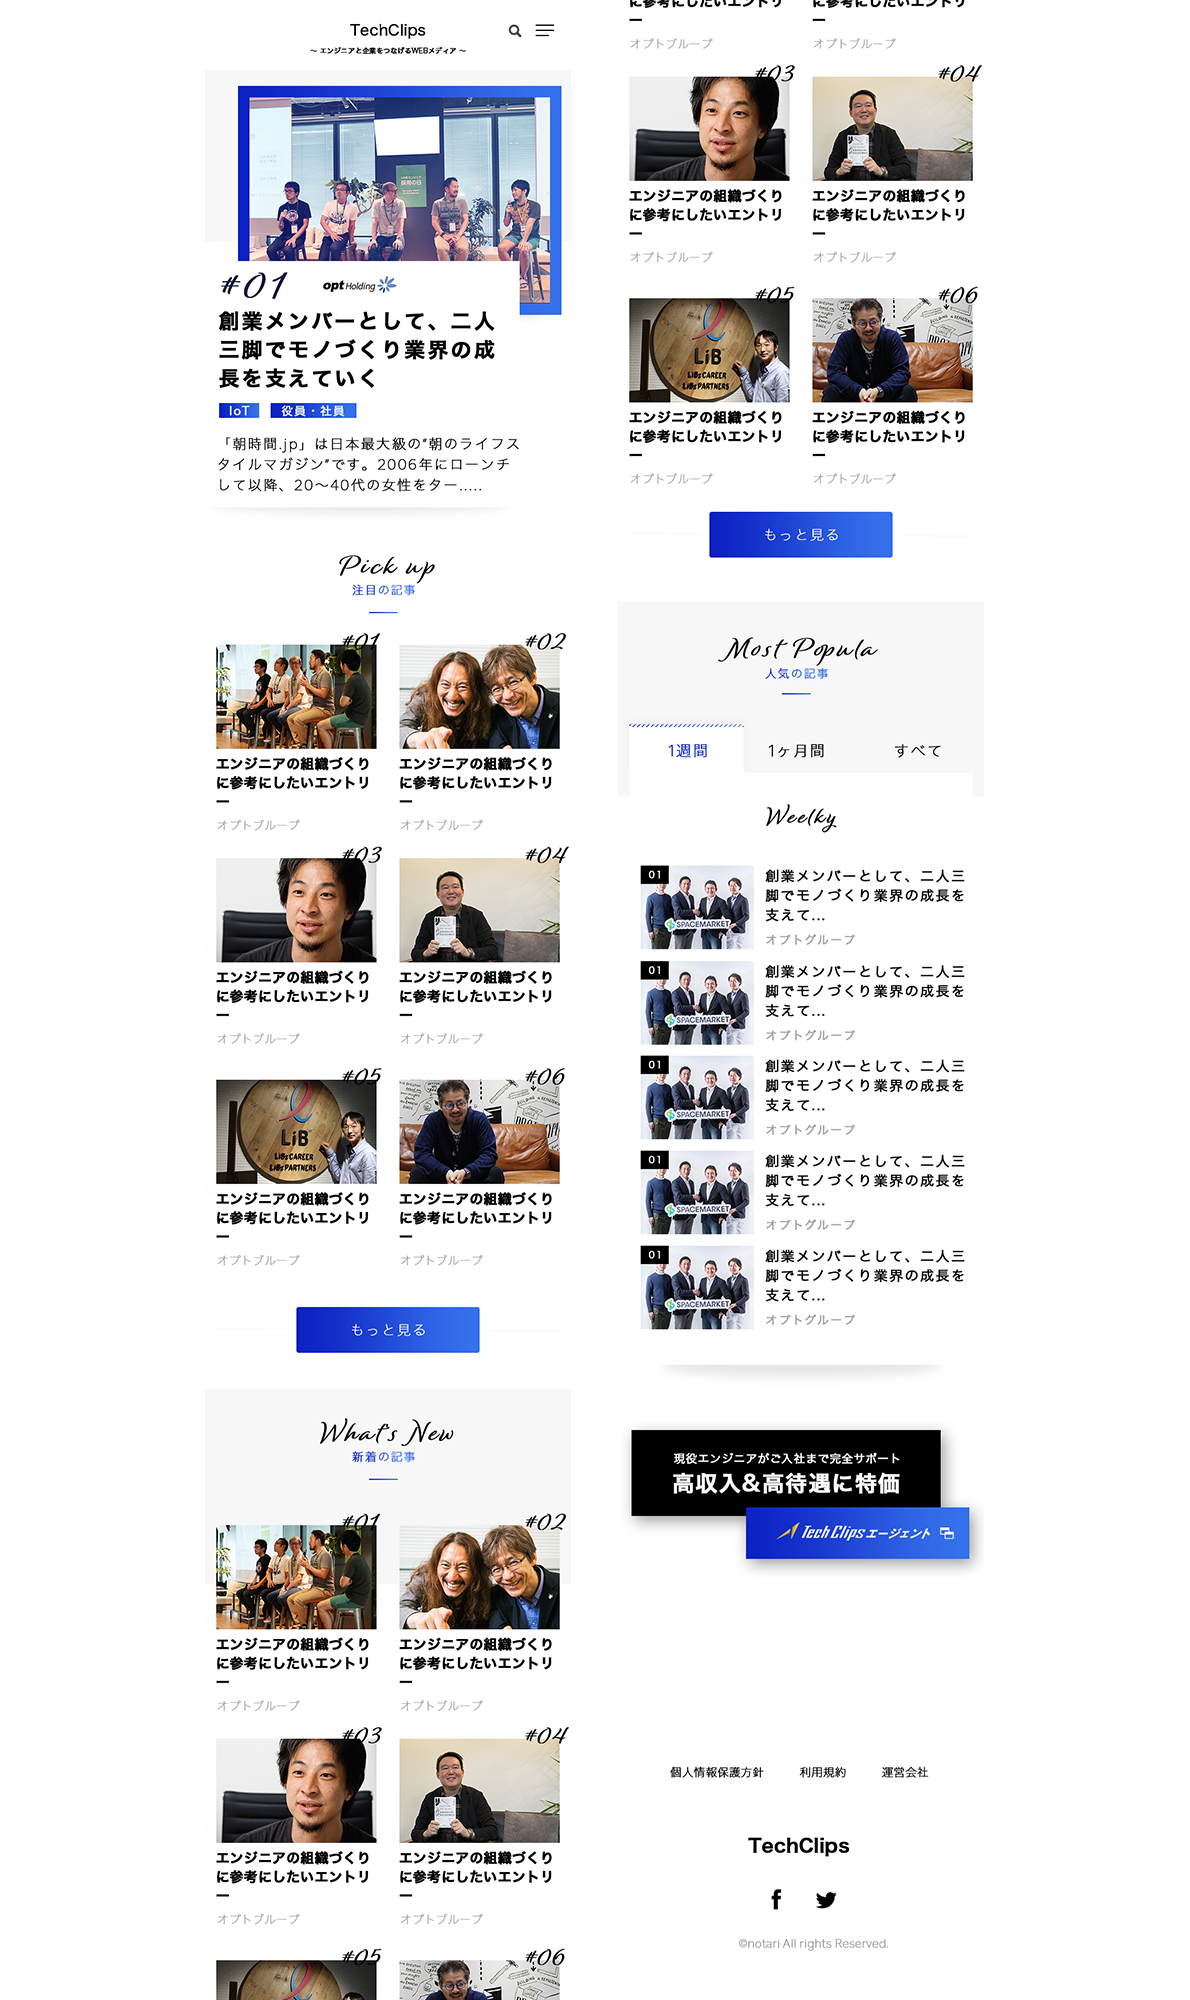 TechClips
〜 エンジニアと企業をつなげるWEBメディア 〜
採用の日
#01
opt Holding
創業メンバーとして、二人
三脚でモノづくり業界の成
長を支えていく
IoT
役員・社員
「朝時間.jp」は日本最大級の“朝のライフス
タイルマガジン”です。2006年にローンチ
して以降、20〜40代の女性をター.....
Pick up
注目の記事
#01
エンジニアの組織づくり
に参考にしたいエントリ
ー
オプトブループ
#02
エンジニアの組織づくり
に参考にしたいエントリ
ー
オプトブループ
#03
エンジニアの組織づくり
に参考にしたいエントリ
ー
オプトブループ
#04
エンジニアの組織づくり
に参考にしたいエントリ
ー
オプトブループ
#05
LiB
LiBzCAREER
LiBzPARTNERS
エンジニアの組織づくり
に参考にしたいエントリ
ー
オプトブループ
#06
エンジニアの組織づくり
に参考にしたいエントリ
ー
オプトブループ
もっと見る
What's New
新着の記事
#01
エンジニアの組織づくり
に参考にしたいエントリ
ー
オプトブループ
#02
エンジニアの組織づくり
に参考にしたいエントリ
ー
オプトブループ
#03
エンジニアの組織づくり
に参考にしたいエントリ
ー
オプトブループ
#04
エンジニアの組織づくり
に参考にしたいエントリ
ー
オプトブループ
#05
#06
に参考にしたいエントリ
ー
オプトブループ
に参考にしたいエントリ
ー
オプトブループ
#03
エンジニアの組織づくり
に参考にしたいエントリ
ー
オプトブループ
#04
エンジニアの組織づくり
に参考にしたいエントリ
ー
オプトブループ
#05
LiB
LiBzCAREER
LiBzPARTNERS
エンジニアの組織づくり
に参考にしたいエントリ
ー
オプトブループ
#06
エンジニアの組織づくり
に参考にしたいエントリ
ー
オプトブループ
もっと見る
Most Popula
人気の記事
1週間
1ヶ月間
すべて
Weelky
01
SPACEMARKET
創業メンバーとして、二人三
脚でモノづくり業界の成長を
支えて...
オプトグループ
01
SPACEMARKET
創業メンバーとして、二人三
脚でモノづくり業界の成長を
支えて...
オプトグループ
01
SPACEMARKET
創業メンバーとして、二人三
脚でモノづくり業界の成長を
支えて...
オプトグループ
01
SPACEMARKET
創業メンバーとして、二人三
脚でモノづくり業界の成長を
支えて...
オプトグループ
01
SPACEMARKET
創業メンバーとして、二人三
脚でモノづくり業界の成長を
支えて...
オプトグループ
現役エンジニアがご入社まで完全サポート
高収入&高待遇に特価
Tech Clips エージェント
個人情報保護方針
利用規約
運営会社
TechClips
©notari All rights Reserved.